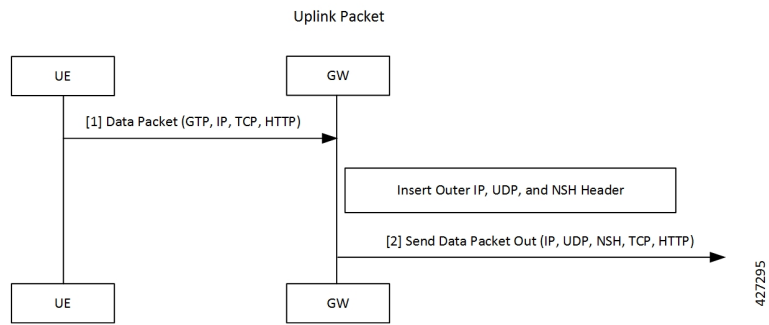 Uplink Packet
UE
GW
[1] Data Packet (GTP, IP, TCP, HTTP)
Insert Outer IP, UDP, and NSH Header
[2] Send Data Packet Out (IP, UDP, NSH, TCP, HTTP)
UE
GW
427295